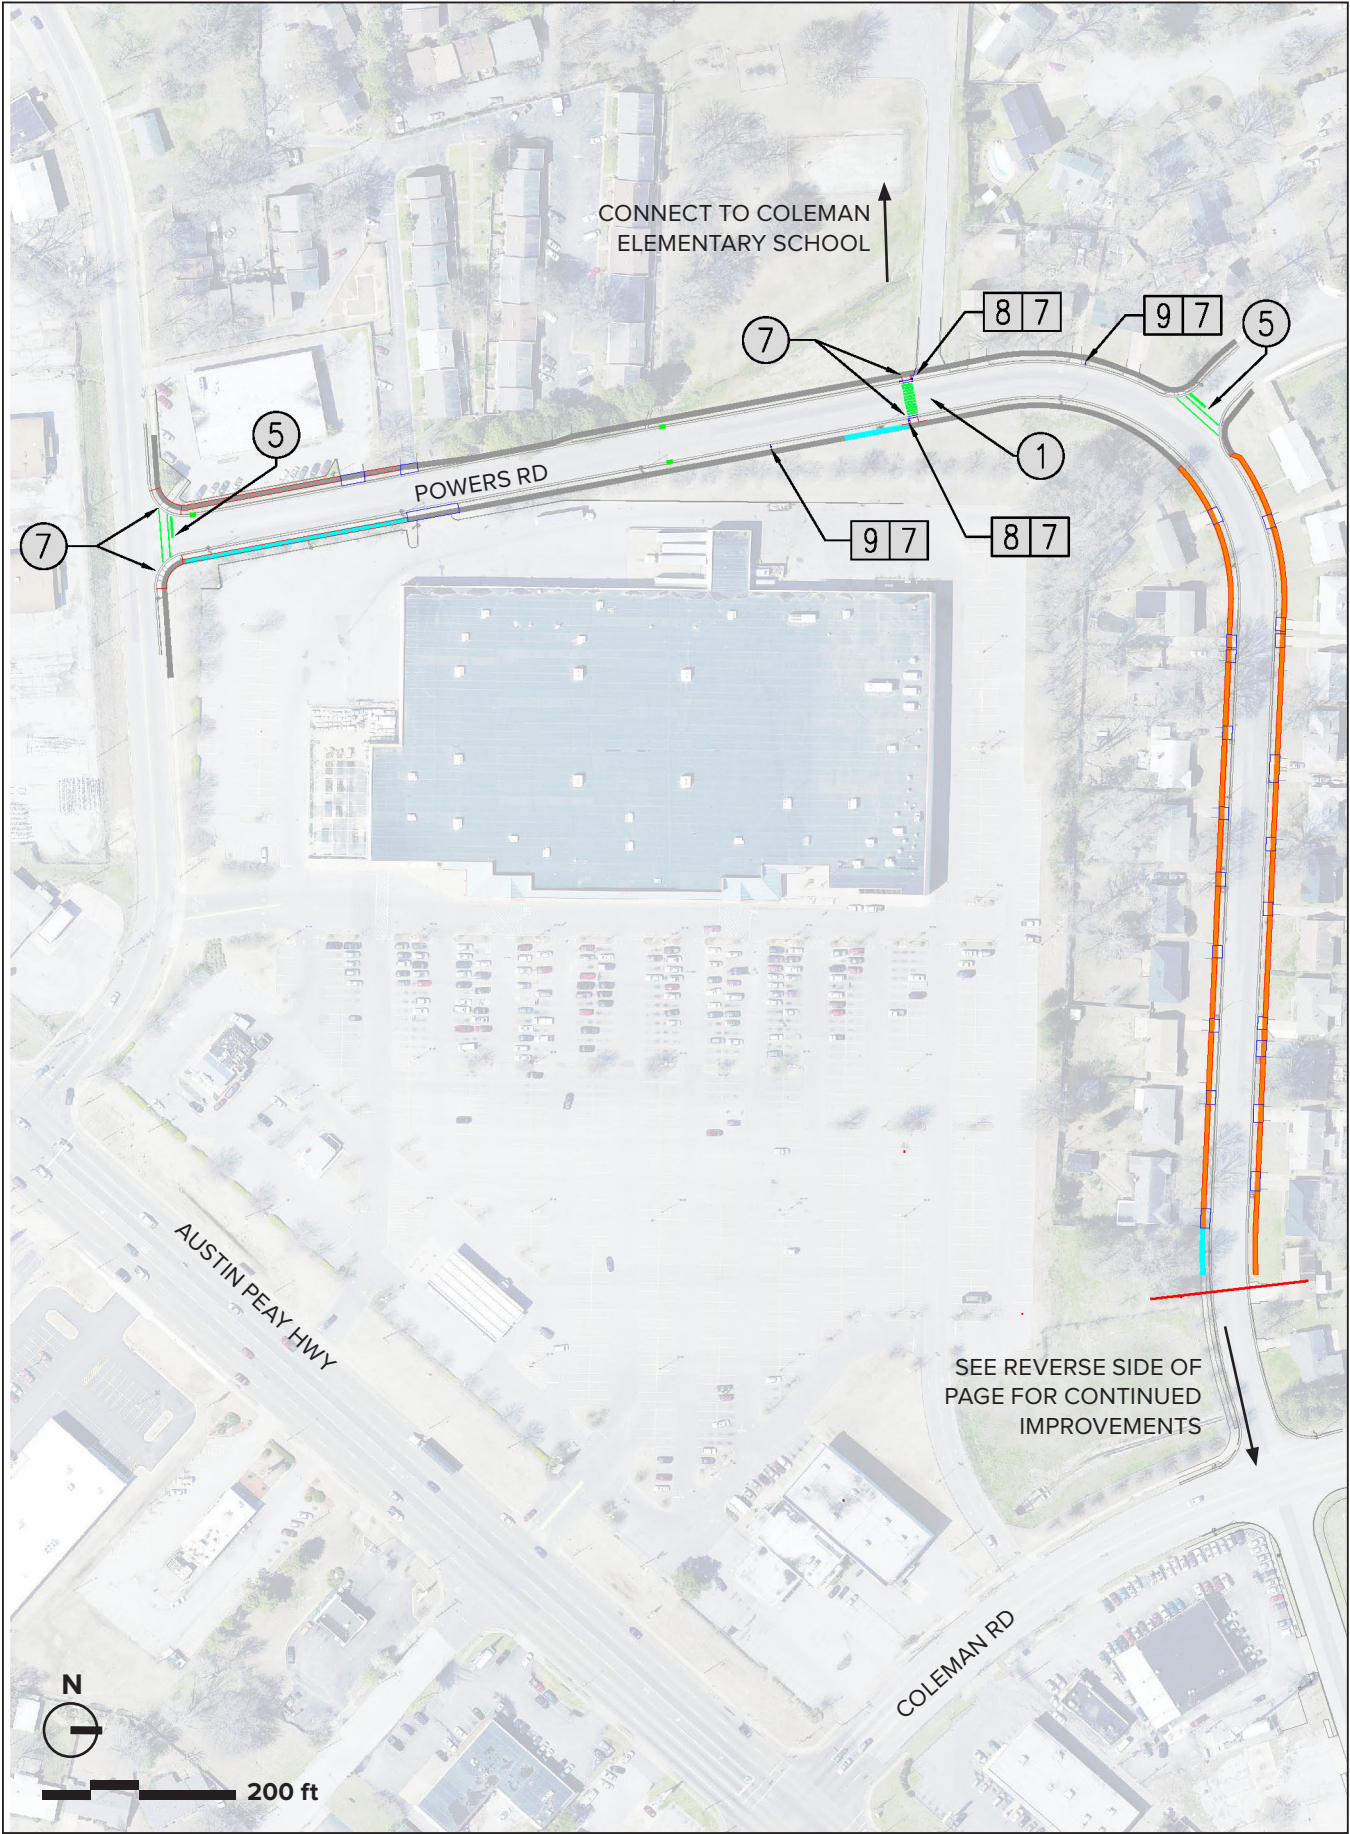 CONNECT TO COLEMAN
ELEMENTARY SCHOOL
8 7
9 7
5
7
5
1
POWERS RD
7
9 7
8 7
AUSTIN PEAY HWY
SEE REVERSE SIDE OF
PAGE FOR CONTINUED
IMPROVEMENTS
COLEMAN RD
N
200 ft